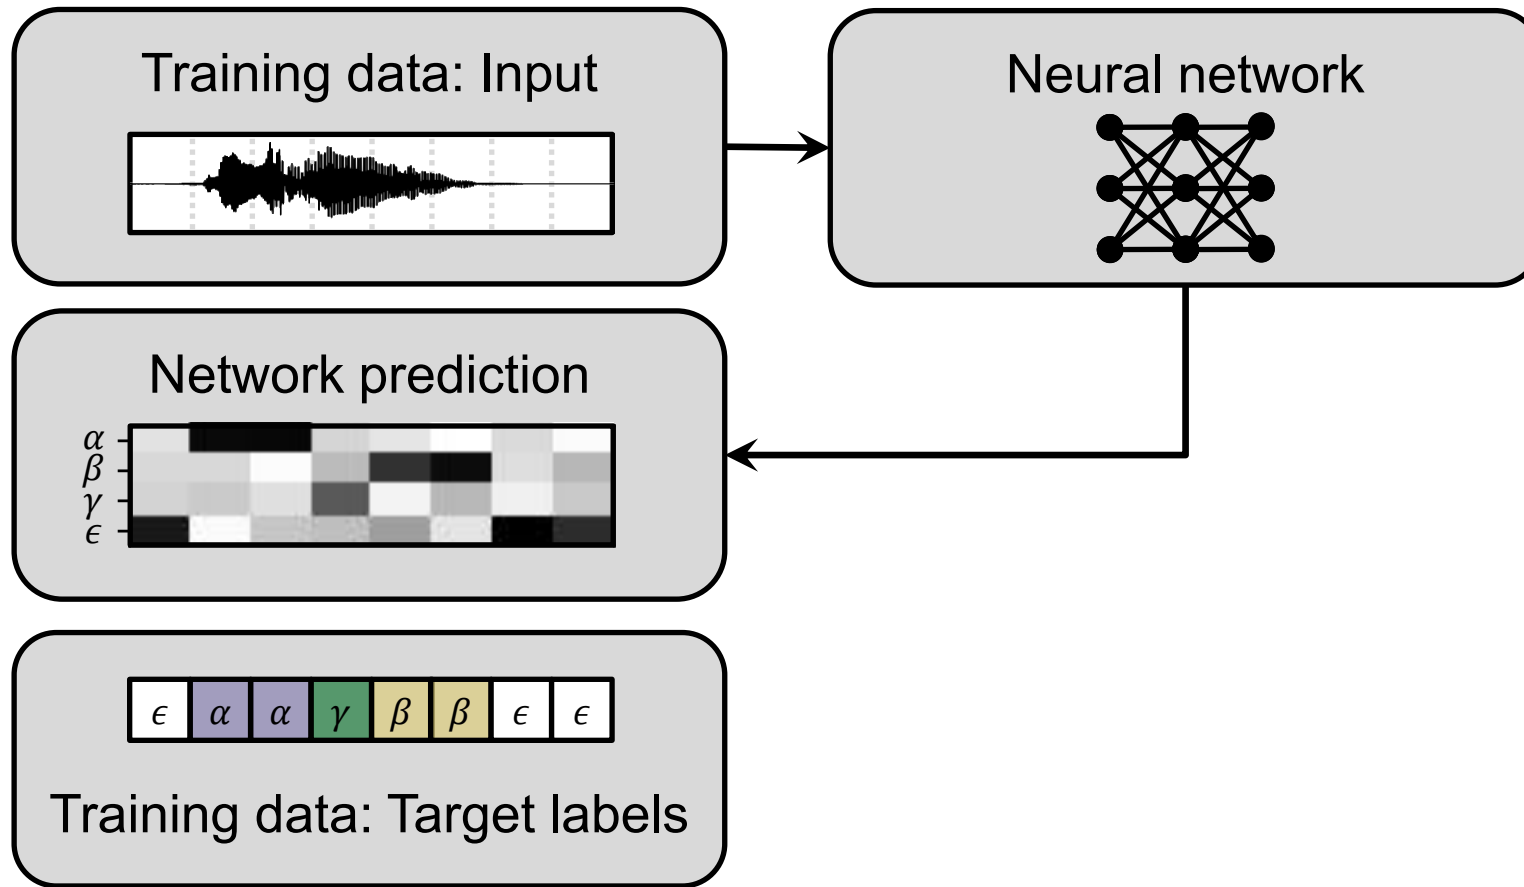 Training data: Input
Neural network
Network prediction
α
β
γ
ϵ
ϵ α α γ β β ϵ ϵ
Training data: Target labels